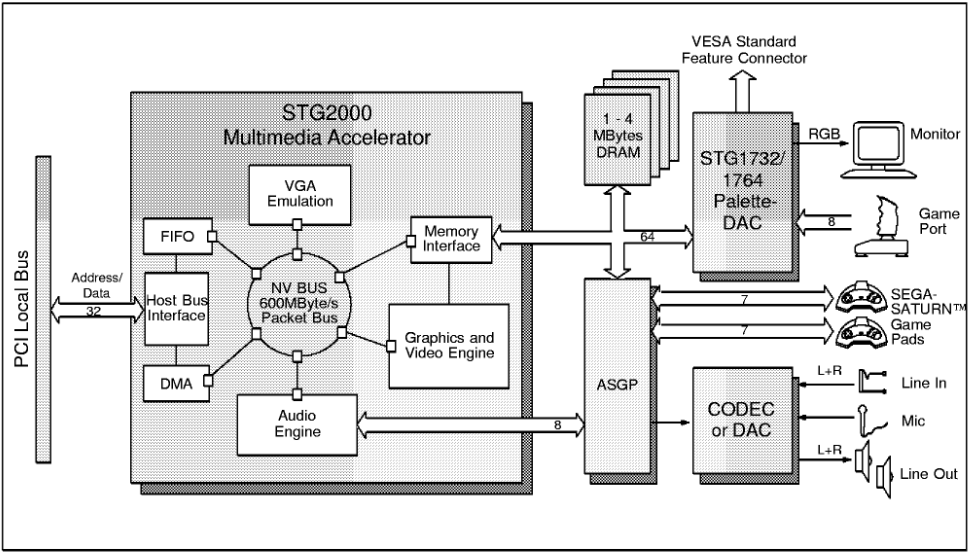 VESA Standard
Feature Connector
STG2000
Multimedia Accelerator
1 - 4
MBytes
DRAM
RGB
Monitor
STG1732/
1764
Palette-
DAC
VGA
Emulation
FIFO
Memory
Interface
64
8
Game
Port
PCI Local Bus
Address/
Data
32
Host Bus
Interface
NV BUS
600MByte/s
Packet Bus
7
SEGA-
SATURN™
Game
Pads
7
Graphics and
Video Engine
DMA
ASGP
L+R
Line In
Audio
Engine
8
CODEC
or DAC
Mic
L+R
Line Out